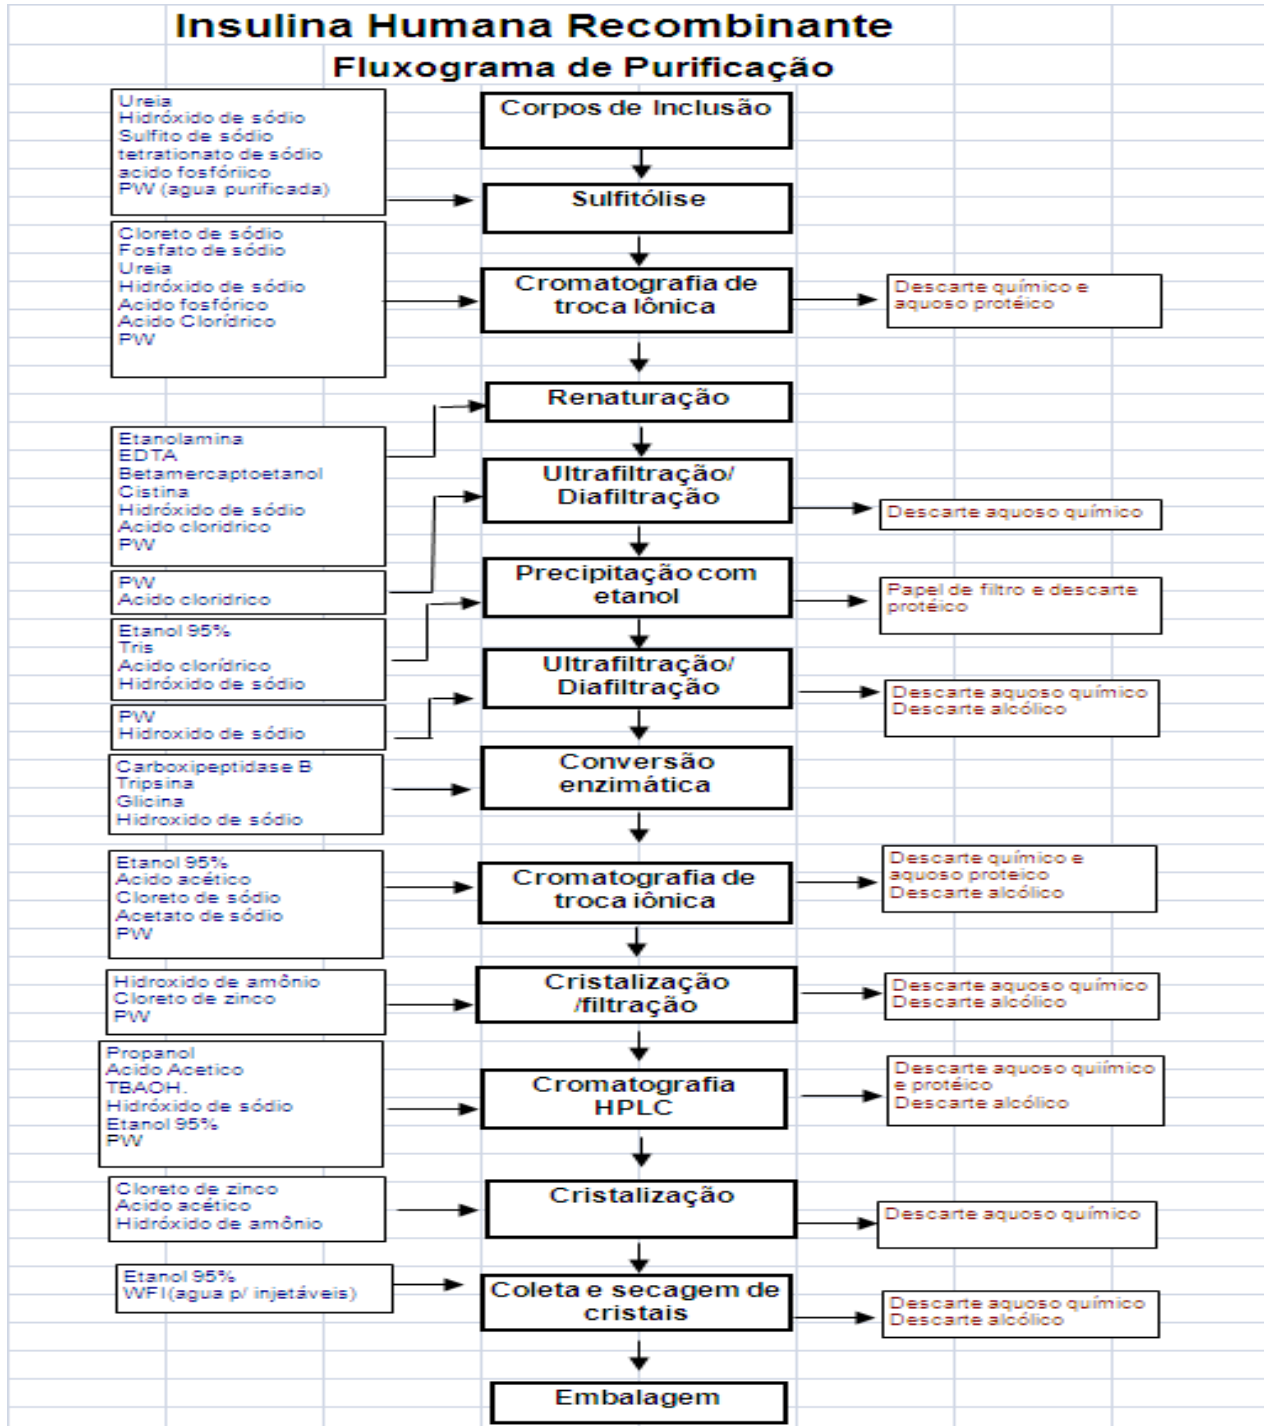 Insulina Humana Recombinante
Fluxograma de Purificação
Ureia
Hidróxido de sódio
Sulfito de sódio
tetrationato de sódio
acido fosfóriico
PW (agua purificada)
Corpos de Inclusão
Sulfitólise
Cloreto de sódio
Fosfato de sódio
Ureia
Hidróxido de sódio
Acido fosfórico
Acido Clorídrico
PW
Cromatografia de
troca Iônica
Descarte químico e
aquoso protéico
Renaturação
Etanolamina
EDTA
Betamercaptoetanol
Cistina
Hidróxido de sódio
Acido cloridrico
PW
Ultrafiltração/
Diafiltração
Descarte aquoso químico
PW
Acido cloridrico
Precipitação com
etanol
Papel de filtro e descarte
protéico
Etanol 95%
Tris
Acido clorídrico
Hidróxido de sódio
Ultrafiltração/
Diafiltração
Descarte aquoso químico
Descarte alcólico
PW
Hidroxido de sódio
Conversão
enzimática
Carboxipeptidase B
Tripsina
Glicina
Hidroxido de sódio
Etanol 95%
Acido acético
Cloreto de sódio
Acetato de sódio
PW
Cromatografia de
troca iônica
Descarte químico e
aquoso proteico
Descarte alcólico
Hidroxido de amônio
Cloreto de zinco
PW
Cristalização
/filtração
Descarte aquoso químico
Descarte alcólico
Propanol
Acido Acetico
TBAOH.
Hidróxido de sódio
Etanol 95%
PW
Cromatografia
HPLC
Descarte aquoso quiímico
e protéico
Descarte alcólico
Cloreto de zinco
Acido acético
Hidróxido de amônio
Cristalização
Descarte aquoso químico
Etanol 95%
WFI(agua p/ injetáveis)
Coleta e secagem de
cristais
Descarte aquoso químico
Descarte alcólico
Embalagem